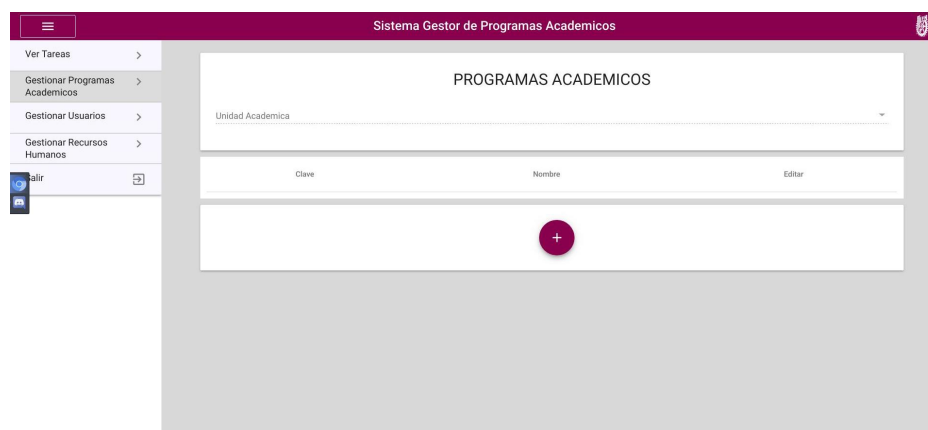 Sistema Gestor de Programas Academicos
Ver Tareas
Gestionar Programas
Academicos
Gestionar Usuarios
Gestionar Recursos
Humanos
Salir
PROGRAMAS ACADEMICOS
Unidad Academica
Clave Nombre Editar
+